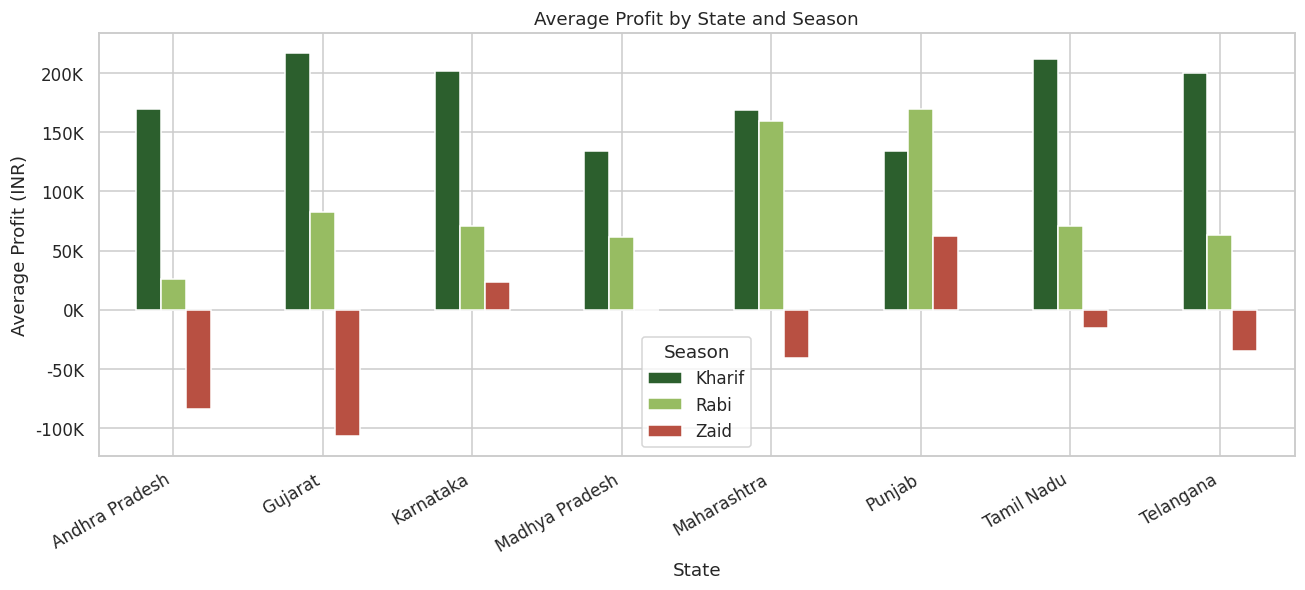 Average Profit by State and Season
Average Profit (INR)
200K
150K
100K
50K
0K
-50K
-100K
Season
Kharif
Rabi
Zaid
Andhra Pradesh
Gujarat
Karnataka
Madhya Pradesh
Maharashtra
Punjab
Tamil Nadu
Telangana
State